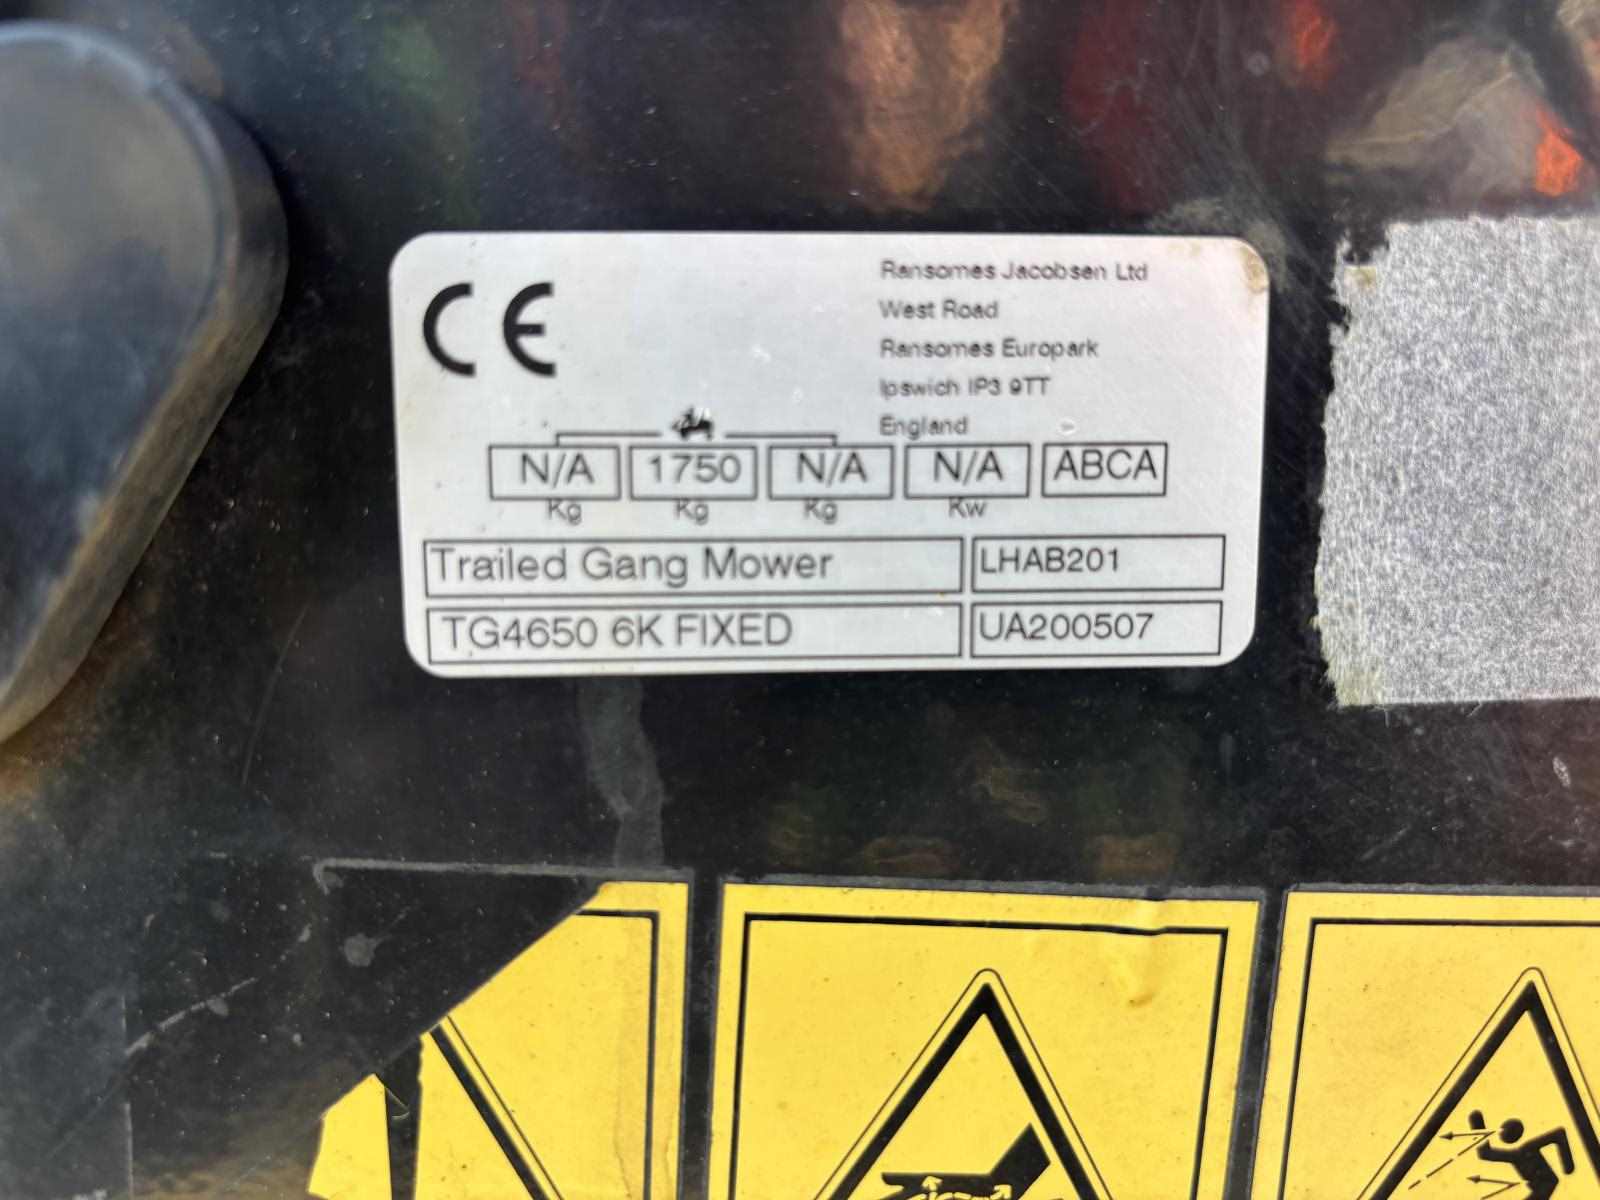 CE
Ransomes Jacobsen Ltd
West Road
Ransomes Europark
Ipswich IP3 9TT
England
N/A 1750 N/A N/A ABCA
Kg Kg Kg Kw
Trailed Gang Mower LHAB201
TG4650 6K FIXED UA200507